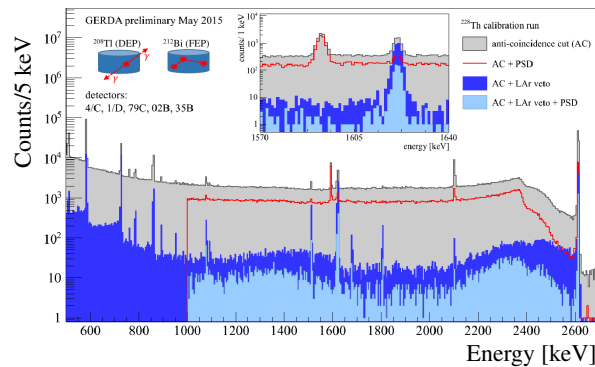 GERDA preliminary May 2015
²⁰⁸Tl (DEP) ²¹²Bi (FEP)
γ
γ
detectors:
4/C, 1/D, 79C, 02B, 35B
counts/ 1 keV
10⁴
10³
10²
10
1
1570 1605 1640
energy [keV]
²²⁸Th calibration run
anti-coincidence cut (AC)
AC + PSD
AC + LAr veto
AC + LAr veto + PSD
Counts/5 keV
10⁷
10⁶
10⁵
10⁴
10³
10²
10
1
600 800 1000 1200 1400 1600 1800 2000 2200 2400 2600
Energy [keV]